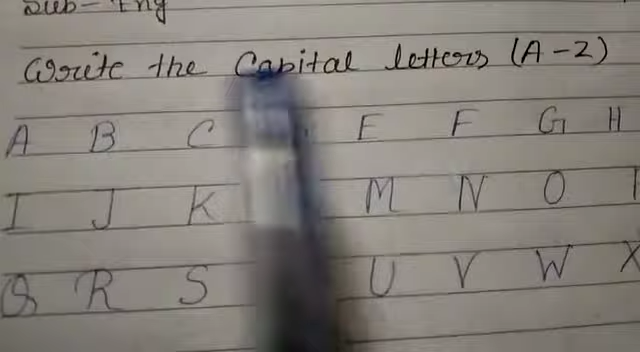 Sub- Eng
Write the Capital letters (A-Z)
A B C E F G H
I J K M N O
Q R S U V W X